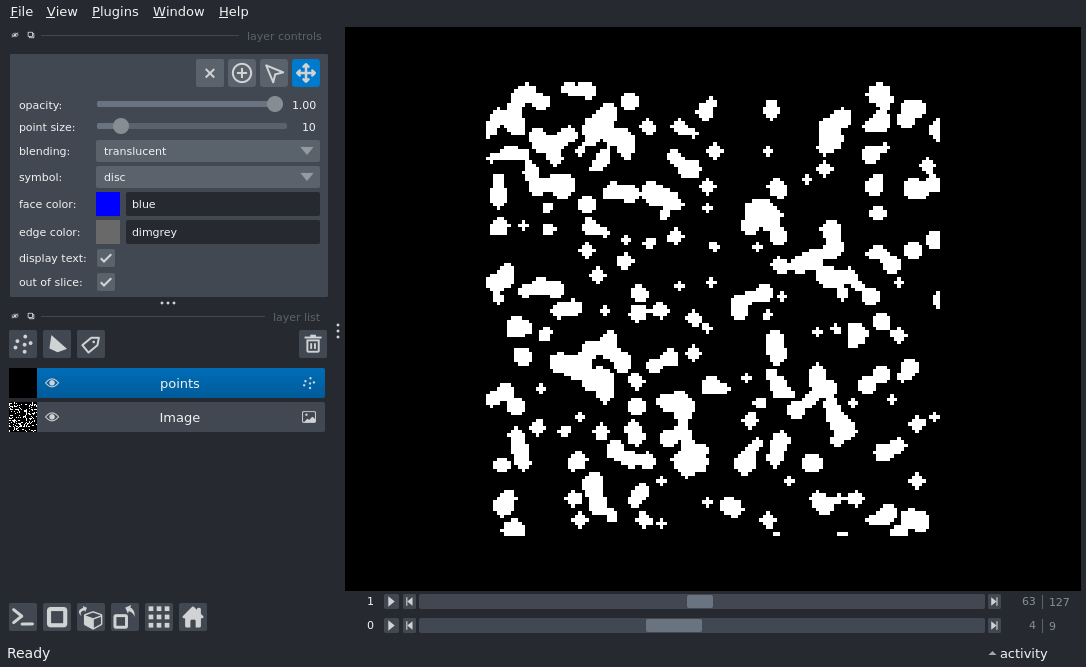 File View Plugins Window Help
layer controls
opacity: 1.00
point size: 10
blending: translucent
symbol: disc
face color: blue
edge color: dimgrey
display text:
out of slice:
layer list
points
Image
1 63 127
0 4 9
Ready activity